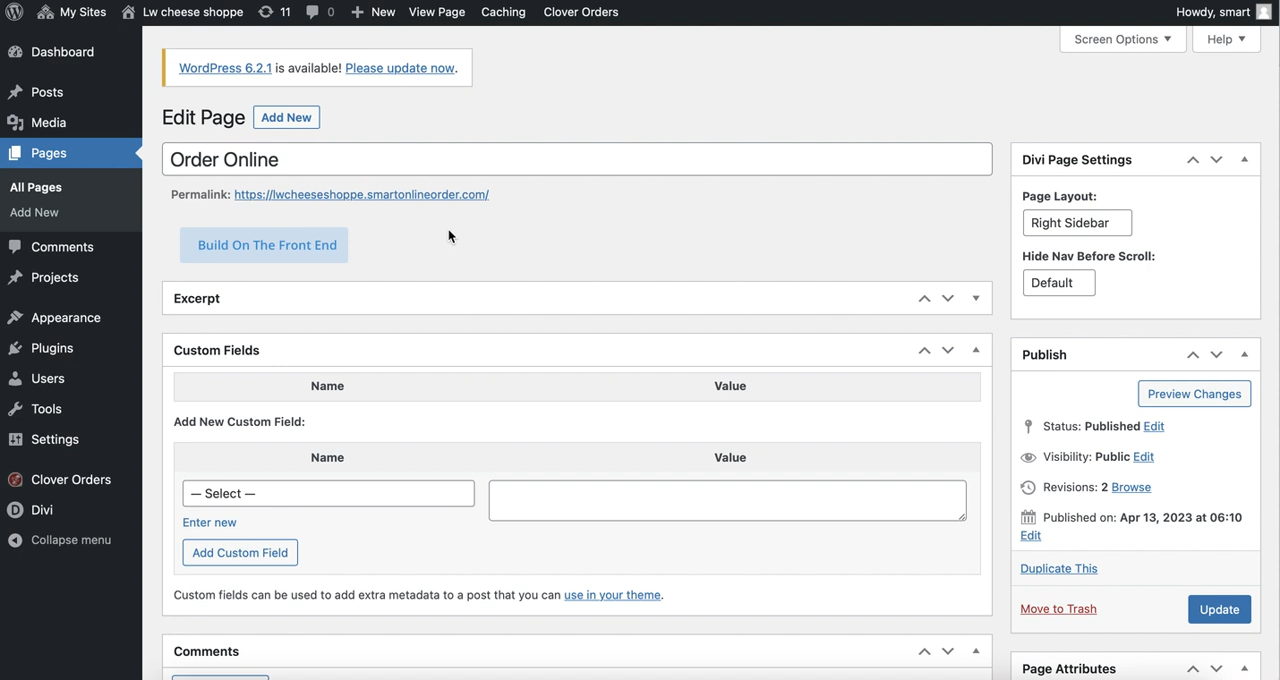 My Sites
Lw cheese shoppe
11
0
New
View Page
Caching
Clover Orders
Howdy, smart
Dashboard
Posts
Media
Pages
All Pages
Add New
Comments
Projects
Appearance
Plugins
Users
Tools
Settings
Clover Orders
Divi
Collapse menu
Screen Options
Help
WordPress 6.2.1 is available! Please update now.
Edit Page
Add New
Order Online
Permalink: https://lwcheeseshoppe.smartonlineorder.com/
Build On The Front End
Excerpt
Custom Fields
Name
Value
Add New Custom Field:
Name
Value
— Select —
Enter new
Add Custom Field
Custom fields can be used to add extra metadata to a post that you can use in your theme.
Comments
Divi Page Settings
Page Layout:
Right Sidebar
Hide Nav Before Scroll:
Default
Publish
Preview Changes
Status: Published Edit
Visibility: Public Edit
Revisions: 2 Browse
Published on: Apr 13, 2023 at 06:10
Edit
Duplicate This
Move to Trash
Update
Page Attributes